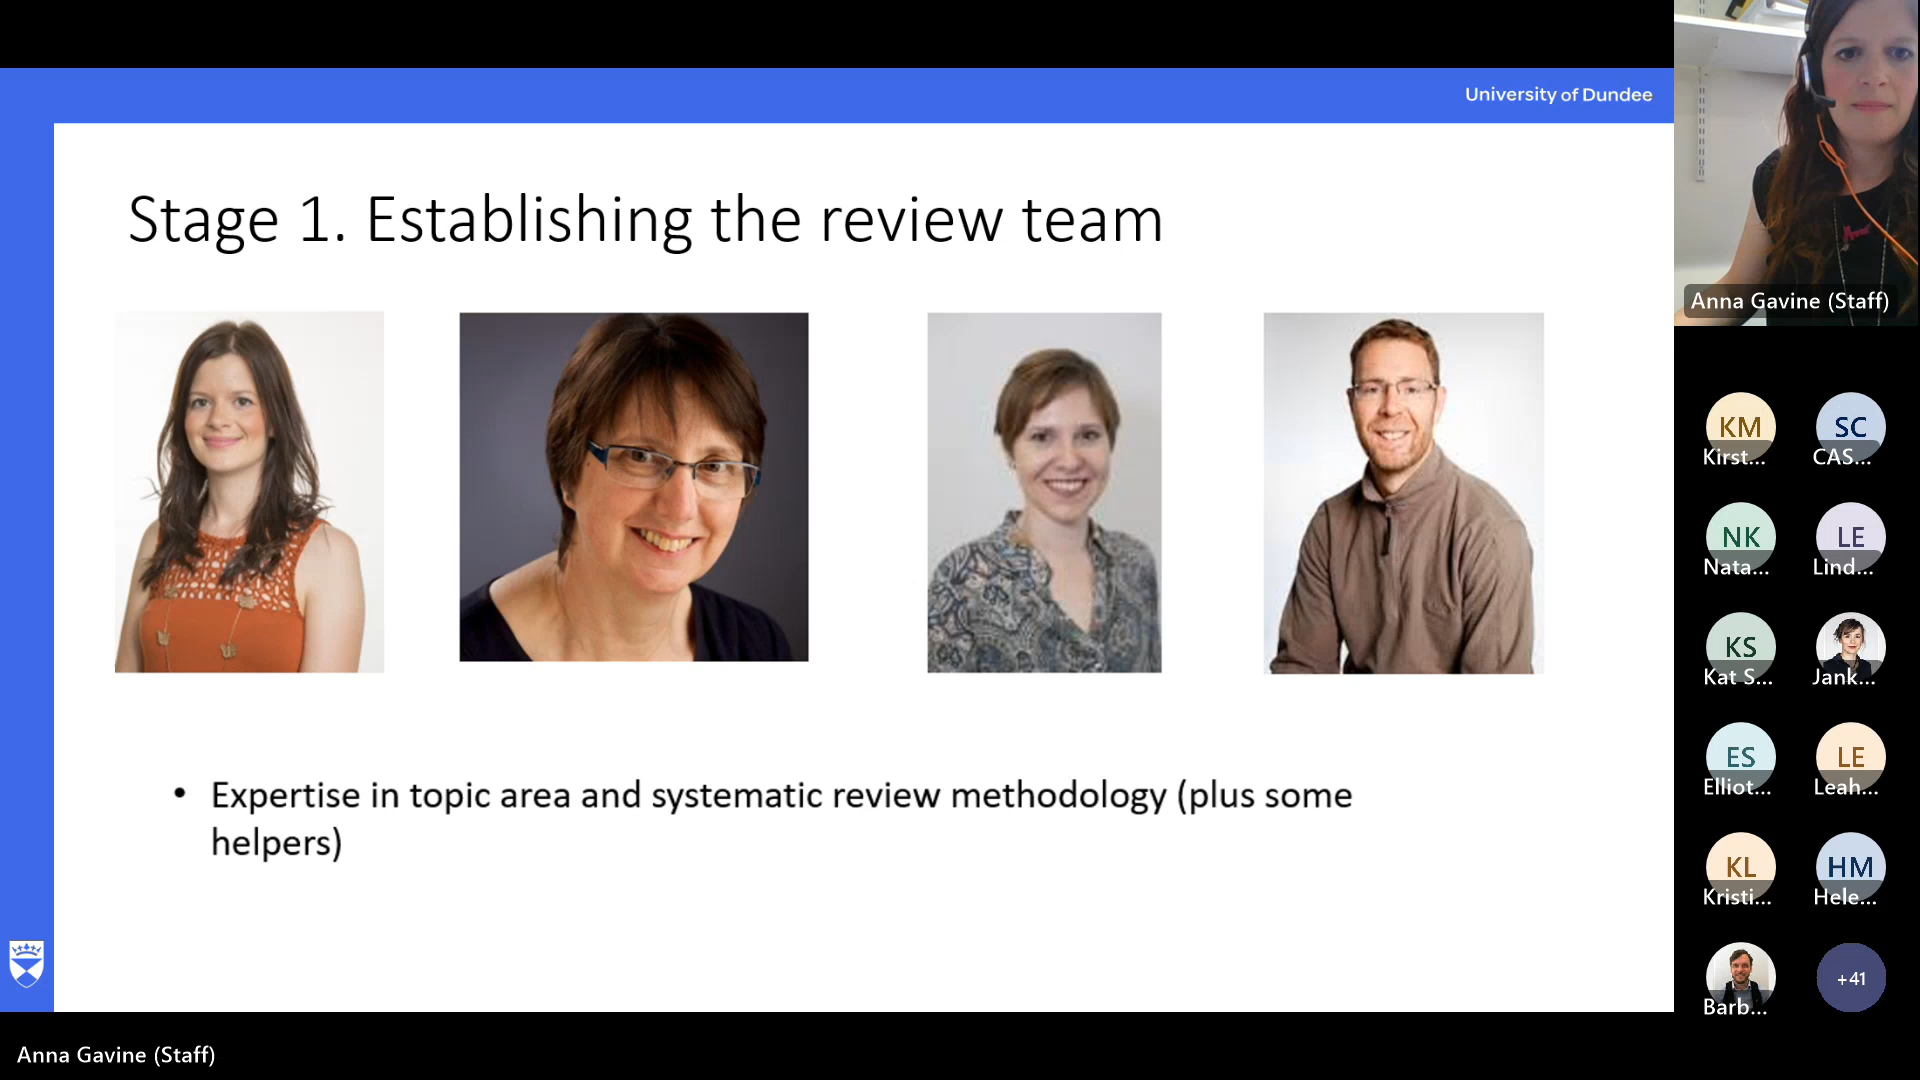 University of Dundee
Stage 1. Establishing the review team
• Expertise in topic area and systematic review methodology (plus some
helpers)
Anna Gavine (Staff)
KM
Kirst...
SC
CAS...
NK
Nata...
LE
Lind...
KS
Kat S...
Jank...
ES
Elliot...
LE
Leah...
KL
Kristi...
HM
Hele...
Barb...
+41
Anna Gavine (Staff)